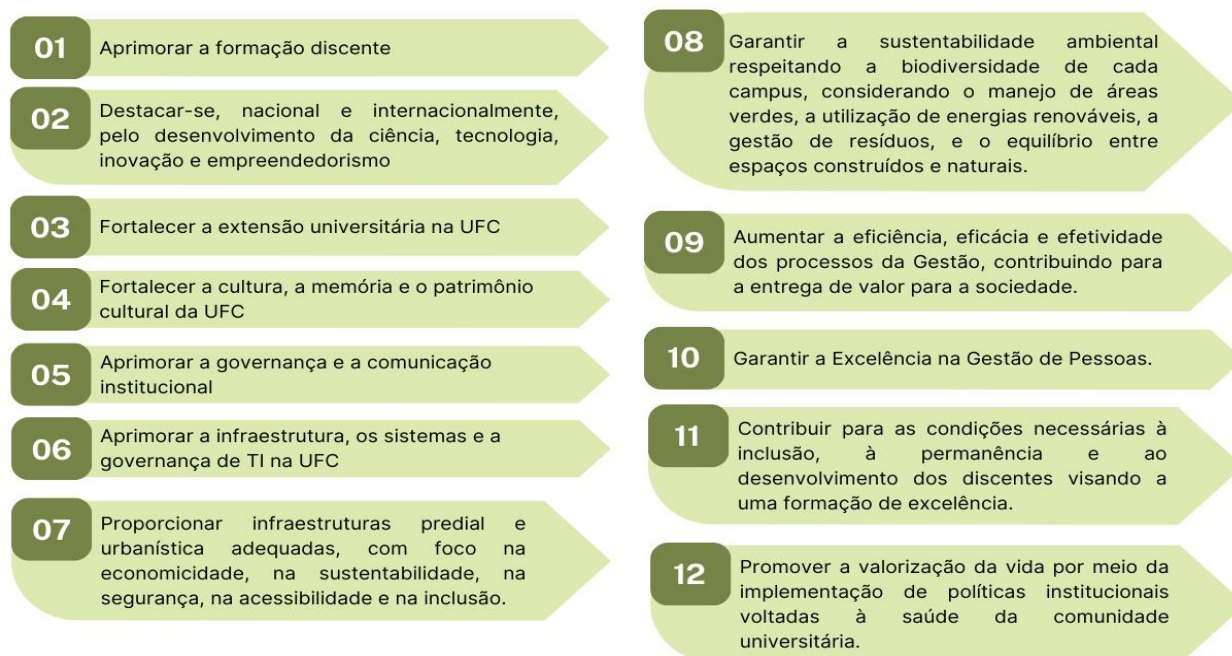 01
Aprimorar a formação discente
02
Destacar-se, nacional e internacionalmente,
pelo desenvolvimento da ciência, tecnologia,
inovação e empreendedorismo
03
Fortalecer a extensão universitária na UFC
04
Fortalecer a cultura, a memória e o patrimônio
cultural da UFC
05
Aprimorar a governança e a comunicação
institucional
06
Aprimorar a infraestrutura, os sistemas e a
governança de TI na UFC
07
Proporcionar infraestruturas predial e
urbanística adequadas, com foco na
economicidade, na sustentabilidade, na
segurança, na acessibilidade e na inclusão.
08
Garantir a sustentabilidade ambiental
respeitando a biodiversidade de cada
campus, considerando o manejo de áreas
verdes, a utilização de energias renováveis, a
gestão de resíduos, e o equilíbrio entre
espaços construídos e naturais.
09
Aumentar a eficiência, eficácia e efetividade
dos processos da Gestão, contribuindo para
a entrega de valor para a sociedade.
10
Garantir a Excelência na Gestão de Pessoas.
11
Contribuir para as condições necessárias à
inclusão, à permanência e ao
desenvolvimento dos discentes visando a
uma formação de excelência.
12
Promover a valorização da vida por meio da
implementação de políticas institucionais
voltadas à saúde da comunidade
universitária.